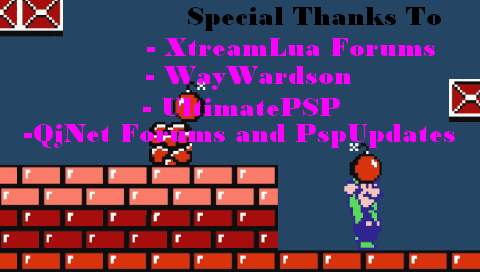 Special Thanks To
- XtreamLua Forums
- WayWardson
- UltimatePSP
-QjNet Forums and PspUpdates